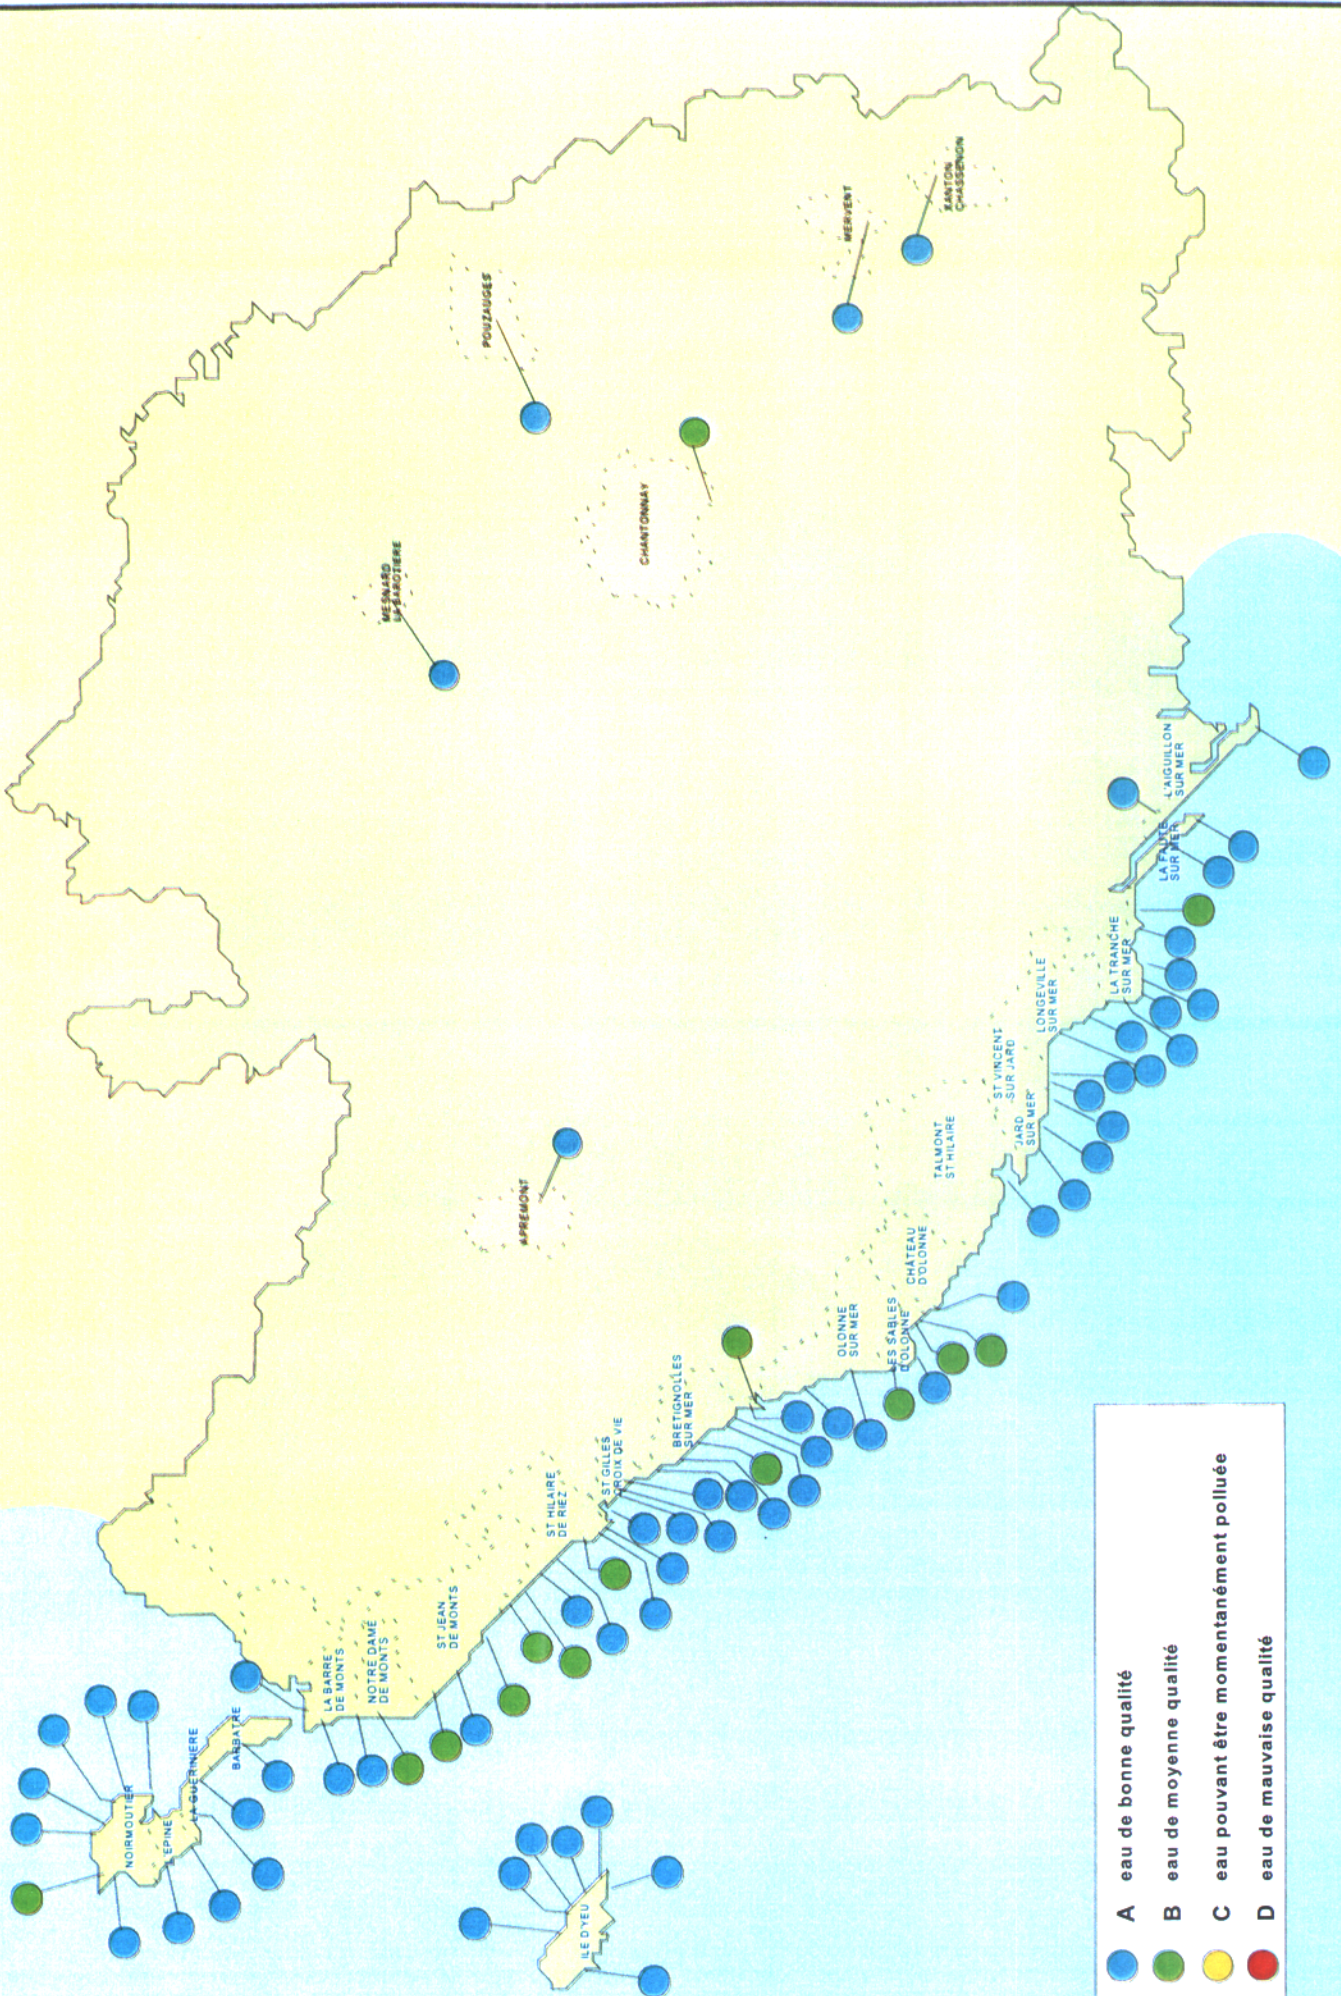 NOIRMOUTIER
EPINE
LA GUERINIERE
BARBATRE
LA BARRE
DE MONTS
NOTRE DAME
DE MONTS
ST JEAN
DE MONTS
ILE D'YEU
ST HILAIRE
DE RIEZ
ST GILLES
CROIX DE VIE
BRETIGNOLLES
SUR MER
OLONNE
SUR MER
LES SABLES
D'OLONNE
CHÂTEAU
D'OLONNE
TALMONT
ST HILAIRE
JARD
SUR MER
ST VINCENT
SUR JARD
LONGEVILLE
SUR MER
LA TRANCHE
SUR MER
LA FAUTE
SUR MER
L'AIGUILLON
SUR MER
APREMONT
MESNARD
LA BAROTIERE
POUZAUGES
CHANTONNAY
MERVENT
XANTON
CHASSENON
A eau de bonne qualité
B eau de moyenne qualité
C eau pouvant être momentanément polluée
D eau de mauvaise qualité